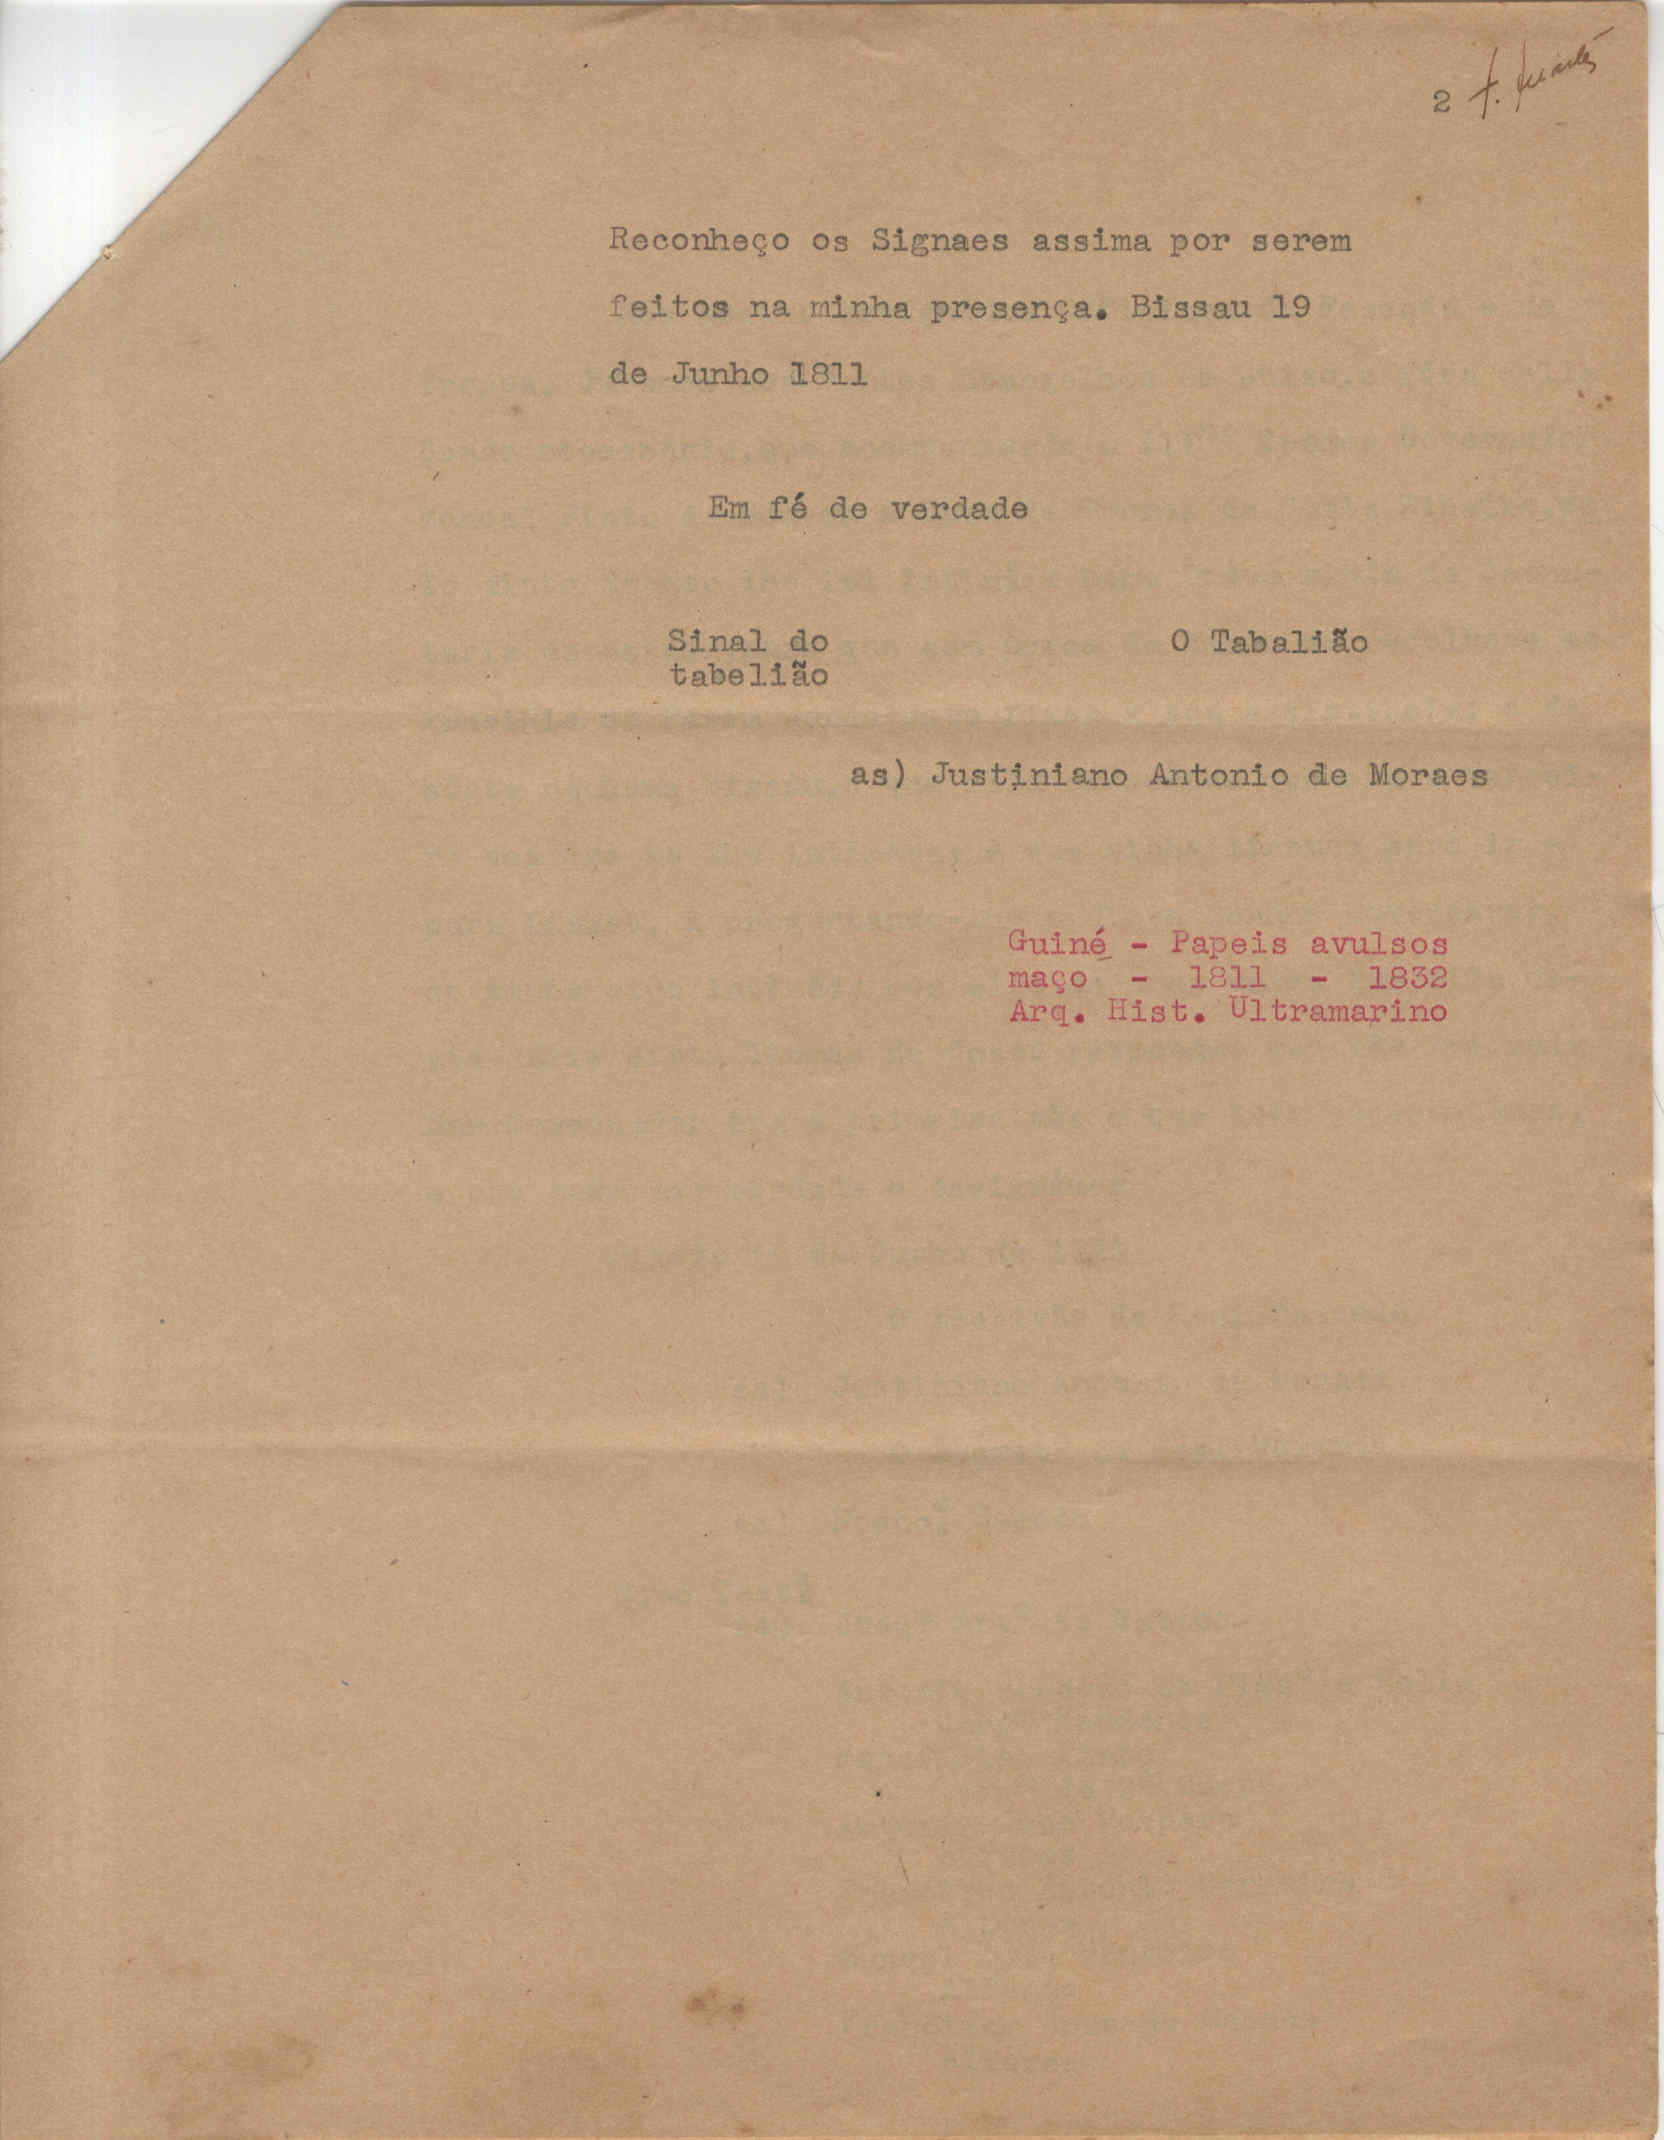 2
Reconheço os Signaes assima por serem
feitos na minha presença. Bissau 19
de Junho 1811
Em fé de verdade
Sinal do
tabelião
O Tabalião
as) Justiniano Antonio de Moraes
Guiné - Papeis avulsos
maço - 1811 - 1832
Arq. Hist. Ultramarino